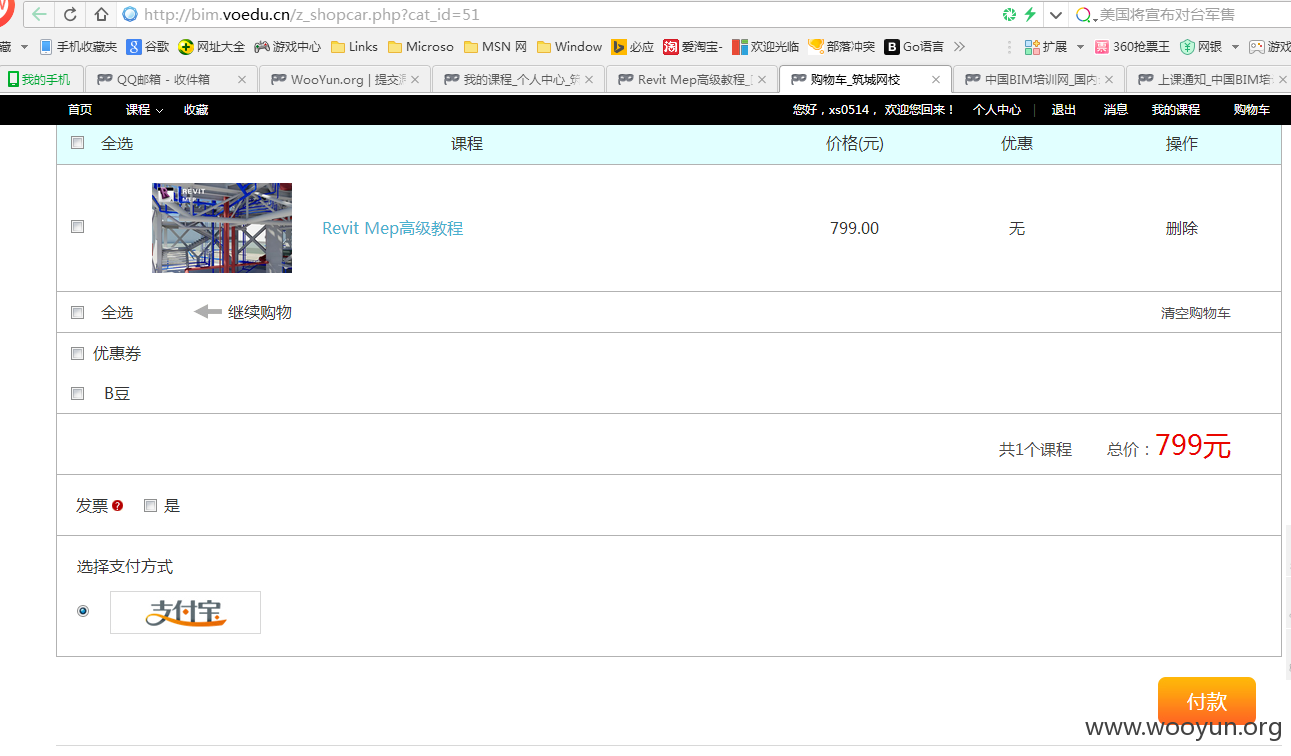 http://bim.voedu.cn/z_shopcar.php?cat_id=51 美国将宣布对台军售
藏 手机收藏夹 谷歌 网址大全 游戏中心 Links Microso MSN 网 Window 必应 爱淘宝- 欢迎光临 部落冲突 Go语言 扩展 360抢票王 网银 游戏
我的手机 QQ邮箱 - 收件箱 WooYun.org | 提交 我的课程_个人中心_ Revit Mep高级教程_ 购物车_筑城网校 中国BIM培训网_国内 上课通知_中国BIM培
首页 课程 收藏 您好，xs0514， 欢迎您回来！ 个人中心 | 退出 消息 我的课程 购物车
全选 课程 价格(元) 优惠 操作
REVIT
MEP
Revit Mep高级教程 799.00 无 删除
全选 继续购物 清空购物车
优惠券
B豆
共1个课程 总价：799元
发票 ? 是
选择支付方式
支付宝
付款
www.wooyun.org